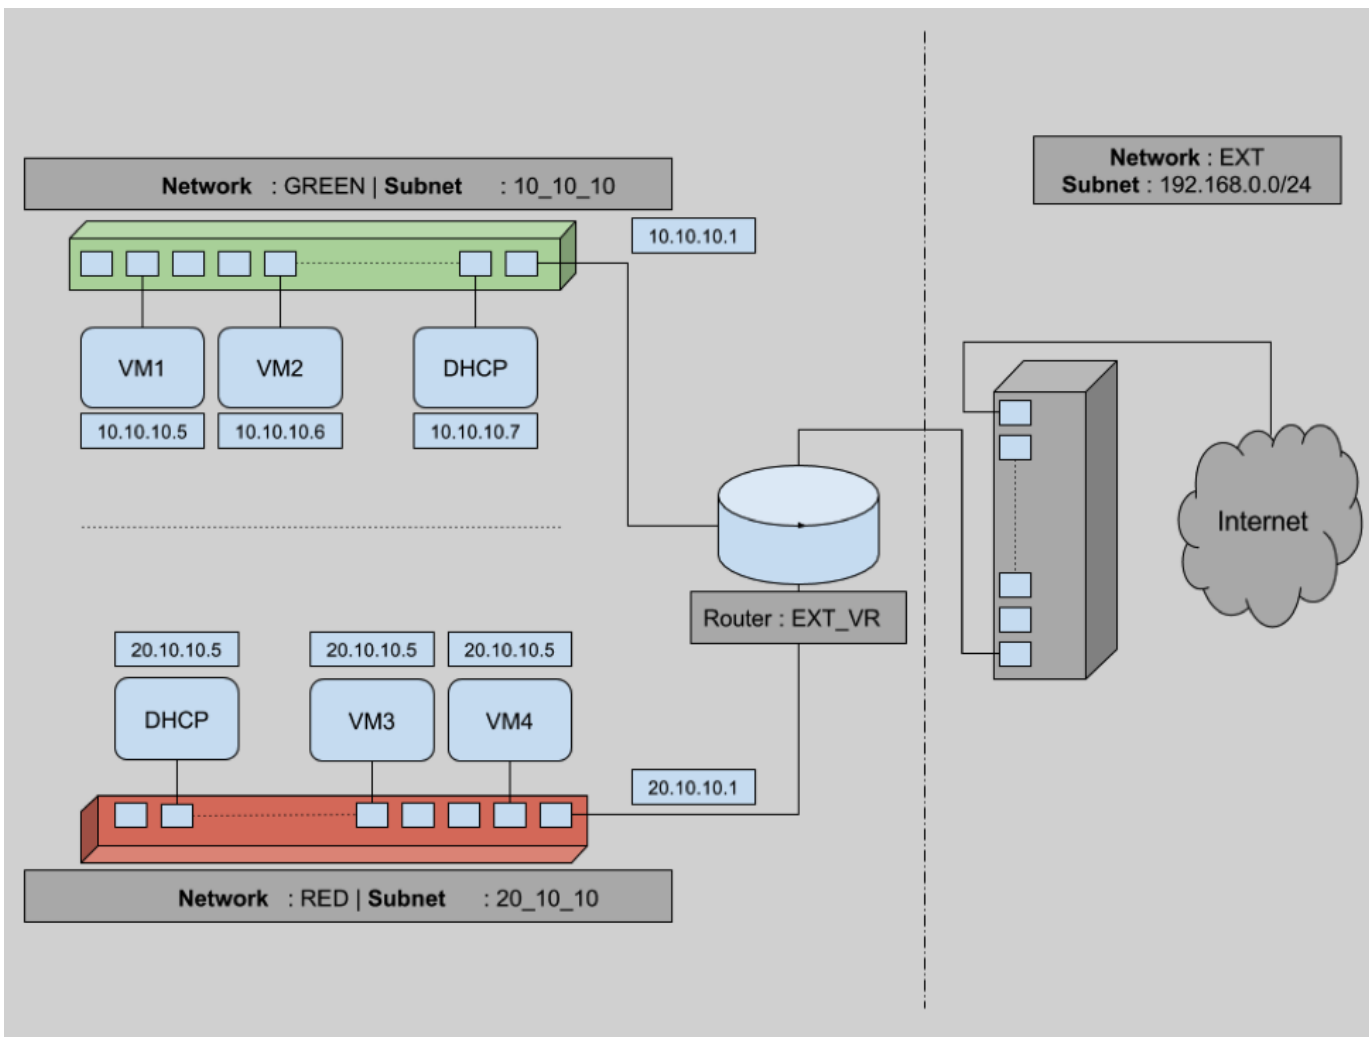 Network : GREEN | Subnet : 10_10_10
10.10.10.1
VM1
VM2
DHCP
10.10.10.5
10.10.10.6
10.10.10.7
Network : EXT
Subnet : 192.168.0.0/24
Internet
Router : EXT_VR
20.10.10.5
20.10.10.5
20.10.10.5
DHCP
VM3
VM4
20.10.10.1
Network : RED | Subnet : 20_10_10